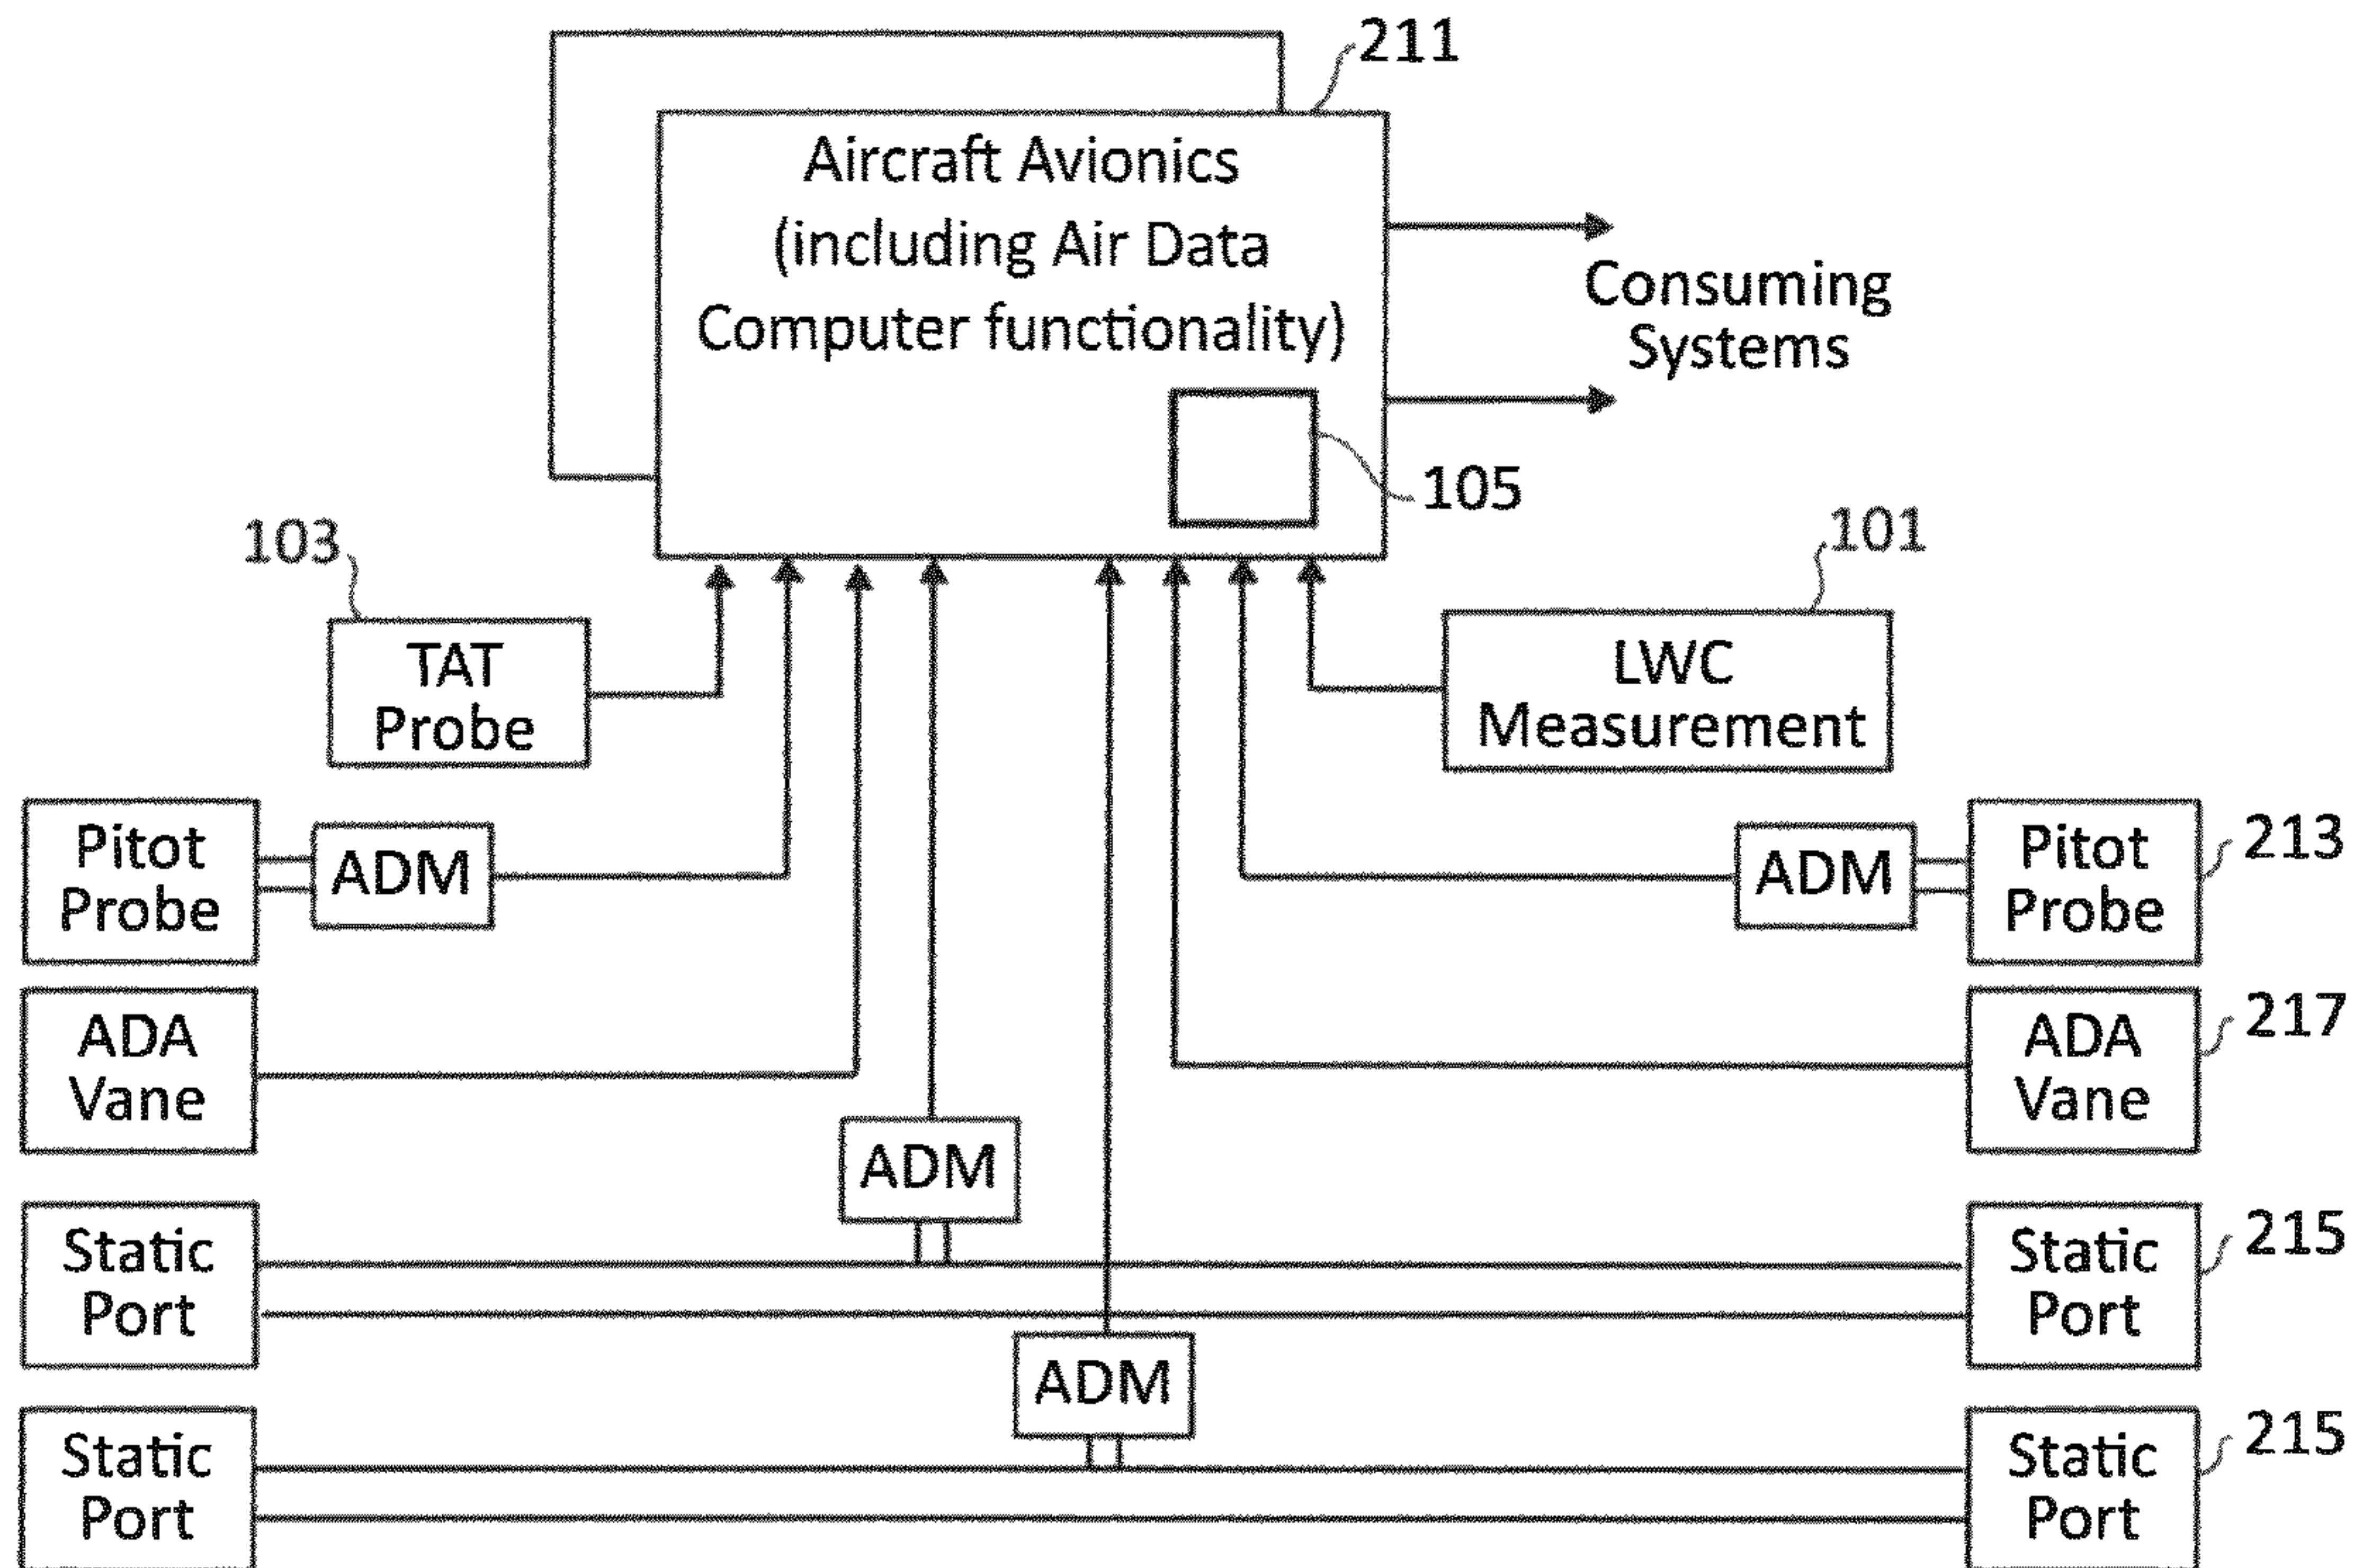 211
Aircraft Avionics
(including Air Data
Computer functionality)
Consuming
Systems
105
103
101
TAT
Probe
LWC
Measurement
Pitot
Probe
ADM
ADM
Pitot
Probe
213
ADA
Vane
ADA
Vane
217
ADM
Static
Port
Static
Port
215
ADM
Static
Port
Static
Port
215